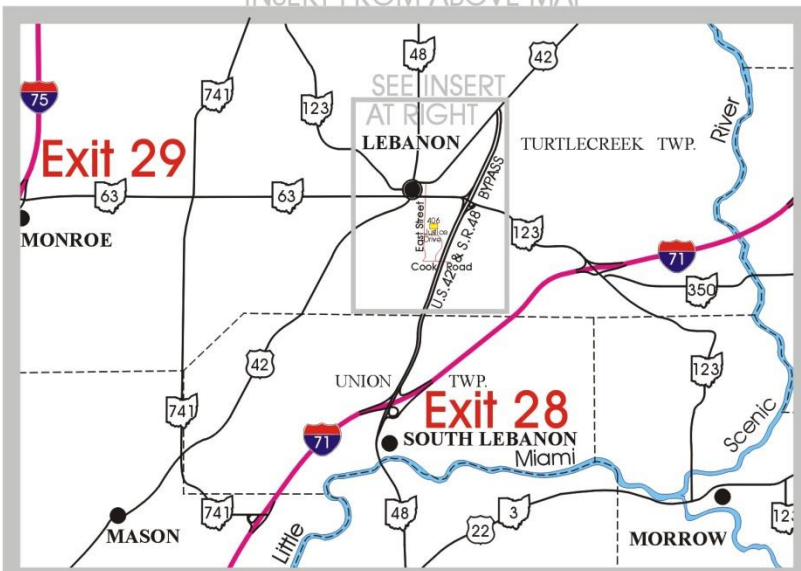 INSERT FROM ABOVE MAP
48
42
75
741
123
SEE INSERT
AT RIGHT
LEBANON
TURTLECREEK TWP.
River
Exit 29
63
63
MONROE
East Street
406
Justice
Drive
Cook Road
U.S.42 & S.R.48 BYPASS
123
71
350
42
123
UNION TWP.
741
Exit 28
71
SOUTH LEBANON
Scenic
Miami
741
MASON
Little
48
22
3
MORROW
123